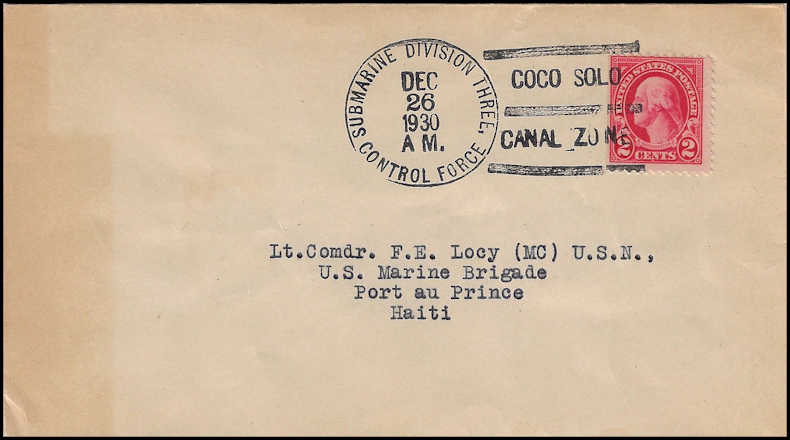 SUBMARINE DIVISION THREE,
CONTROL FORCE
DEC
26
1930
A M.
COCO SOLO
CANAL ZONE
UNITED STATES POSTAGE
2 CENTS 2
Lt.Comdr. F.E. Locy (MC) U.S.N.,
U.S. Marine Brigade
Port au Prince
Haiti